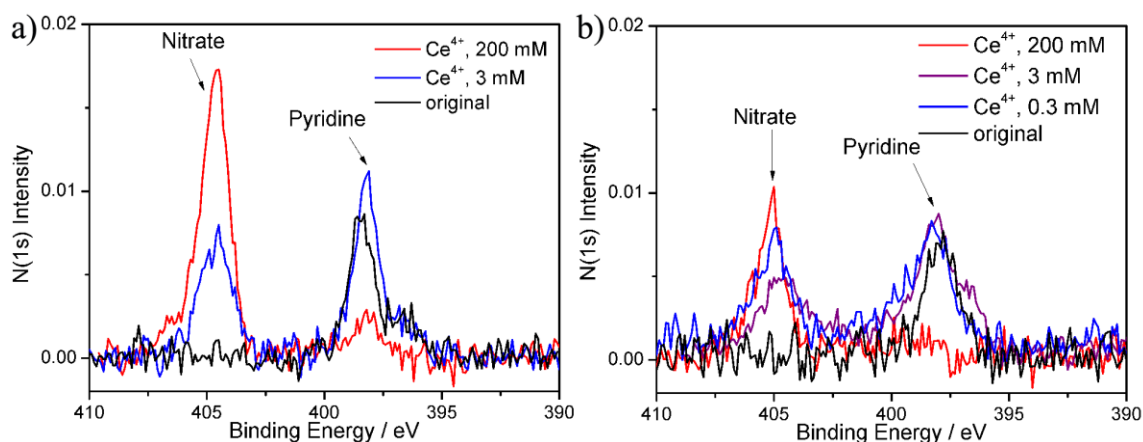 a)
0.02
0.01
0.00
N(1s) Intensity
Nitrate
Pyridine
Ce⁴⁺, 200 mM
Ce⁴⁺, 3 mM
original
410 405 400 395 390
Binding Energy / eV
b)
0.02
0.01
0.00
N(1s) Intensity
Nitrate
Pyridine
Ce⁴⁺, 200 mM
Ce⁴⁺, 3 mM
Ce⁴⁺, 0.3 mM
original
410 405 400 395 390
Binding Energy / eV